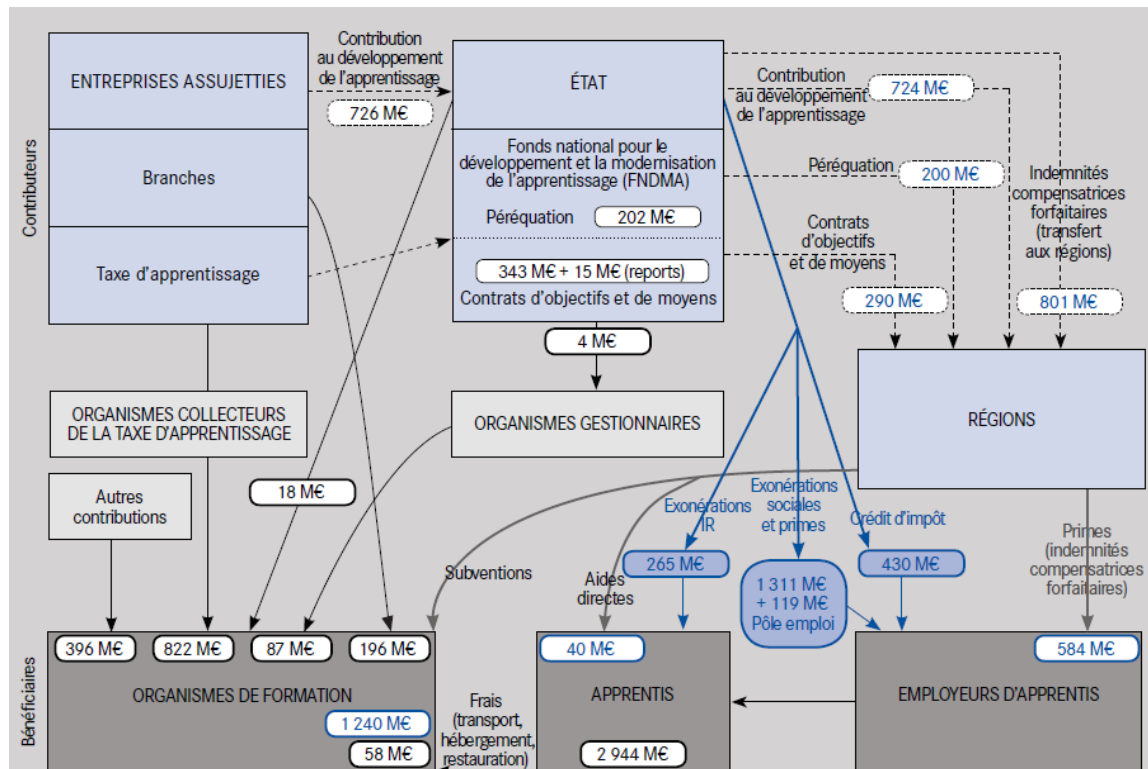 Contributeurs
ENTREPRISES ASSUJETTIES
Branches
Taxe d'apprentissage
Contribution
au développement
de l'apprentissage
726 M€
ÉTAT
Fonds national pour le
développement et la modernisation
de l'apprentissage (FNDMA)
Péréquation
202 M€
343 M€ + 15 M€ (reports)
Contrats d'objectifs et de moyens
Contribution
au développement
de l'apprentissage
724 M€
Péréquation
200 M€
Contrats
d'objectifs
et de moyens
290 M€
Indemnités
compensatrices
forfaitaires
(transfert
aux régions)
801 M€
4 M€
ORGANISMES COLLECTEURS
DE LA TAXE D'APPRENTISSAGE
ORGANISMES GESTIONNAIRES
RÉGIONS
Autres
contributions
18 M€
Subventions
Aides
directes
Exonérations
IR
265 M€
Exonérations
sociales
et primes
1 311 M€
+ 119 M€
Pôle emploi
Crédit d'impôt
430 M€
Primes
(indemnités
compensatrices
forfaitaires)
Bénéficiaires
396 M€
822 M€
87 M€
196 M€
ORGANISMES DE FORMATION
1 240 M€
58 M€
Frais
(transport,
hébergement,
restauration)
40 M€
APPRENTIS
2 944 M€
584 M€
EMPLOYEURS D'APPRENTIS